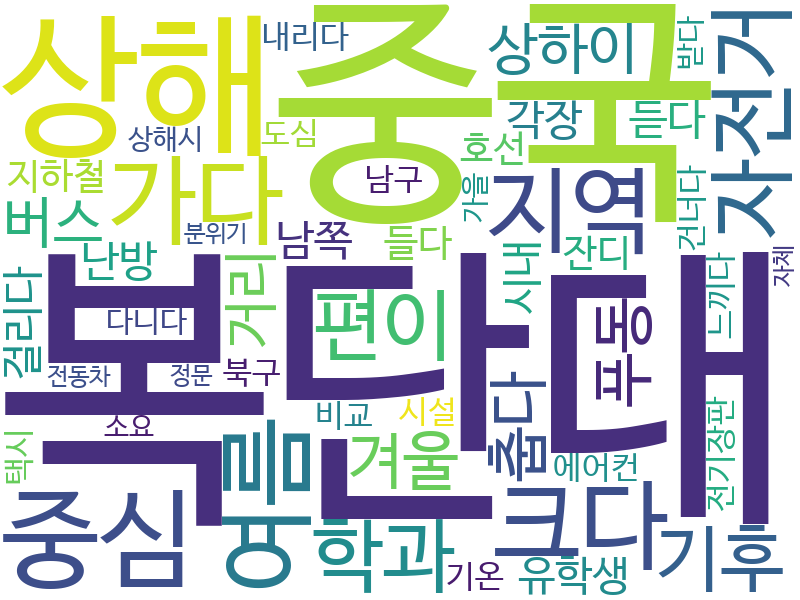 상해
내리다
중국
상하이
받다
자전거
각장
듣다
상해시
도심
호선
지하철
가다
남구
가을
지역
건너다
버스
분위기
남쪽
들다
난방
시내
잔디
자체
복단대
거리
편이
푸동
느끼다
걸리다
다니다
전동차
정문
북구
비교
시설
춥다
소요
택시
여름
겨울
에어컨
전기장판
중심
학과
크다
기후
기온
유학생